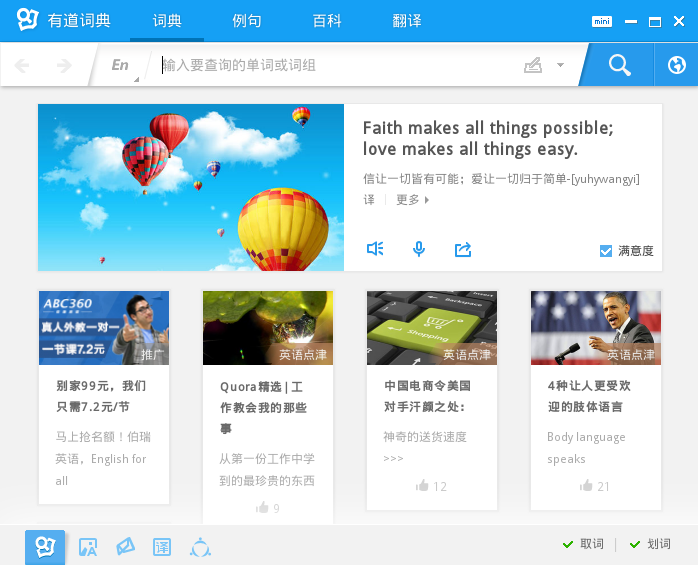 有道词典
词典
例句
百科
翻译
mini
En
输入要查询的单词或词组
Faith makes all things possible;
love makes all things easy.
信让一切皆有可能；爱让一切归于简单-[yuhywangyi]
译
更多
满意度
ABC360
真人外教一对一
一节课7.2元
推广
别家99元，我们
只需7.2元/节
马上抢名额！伯瑞
英语，English for
all
英语点津
Quora精选|工
作教会我的那些
事
从第一份工作中学
到的最珍贵的东西
9
Backspace
Shopping
英语点津
中国电商令美国
对手汗颜之处：
神奇的送货速度
>>>
12
英语点津
4种让人更受欢
迎的肢体语言
Body language
speaks
21
译
取词
划词